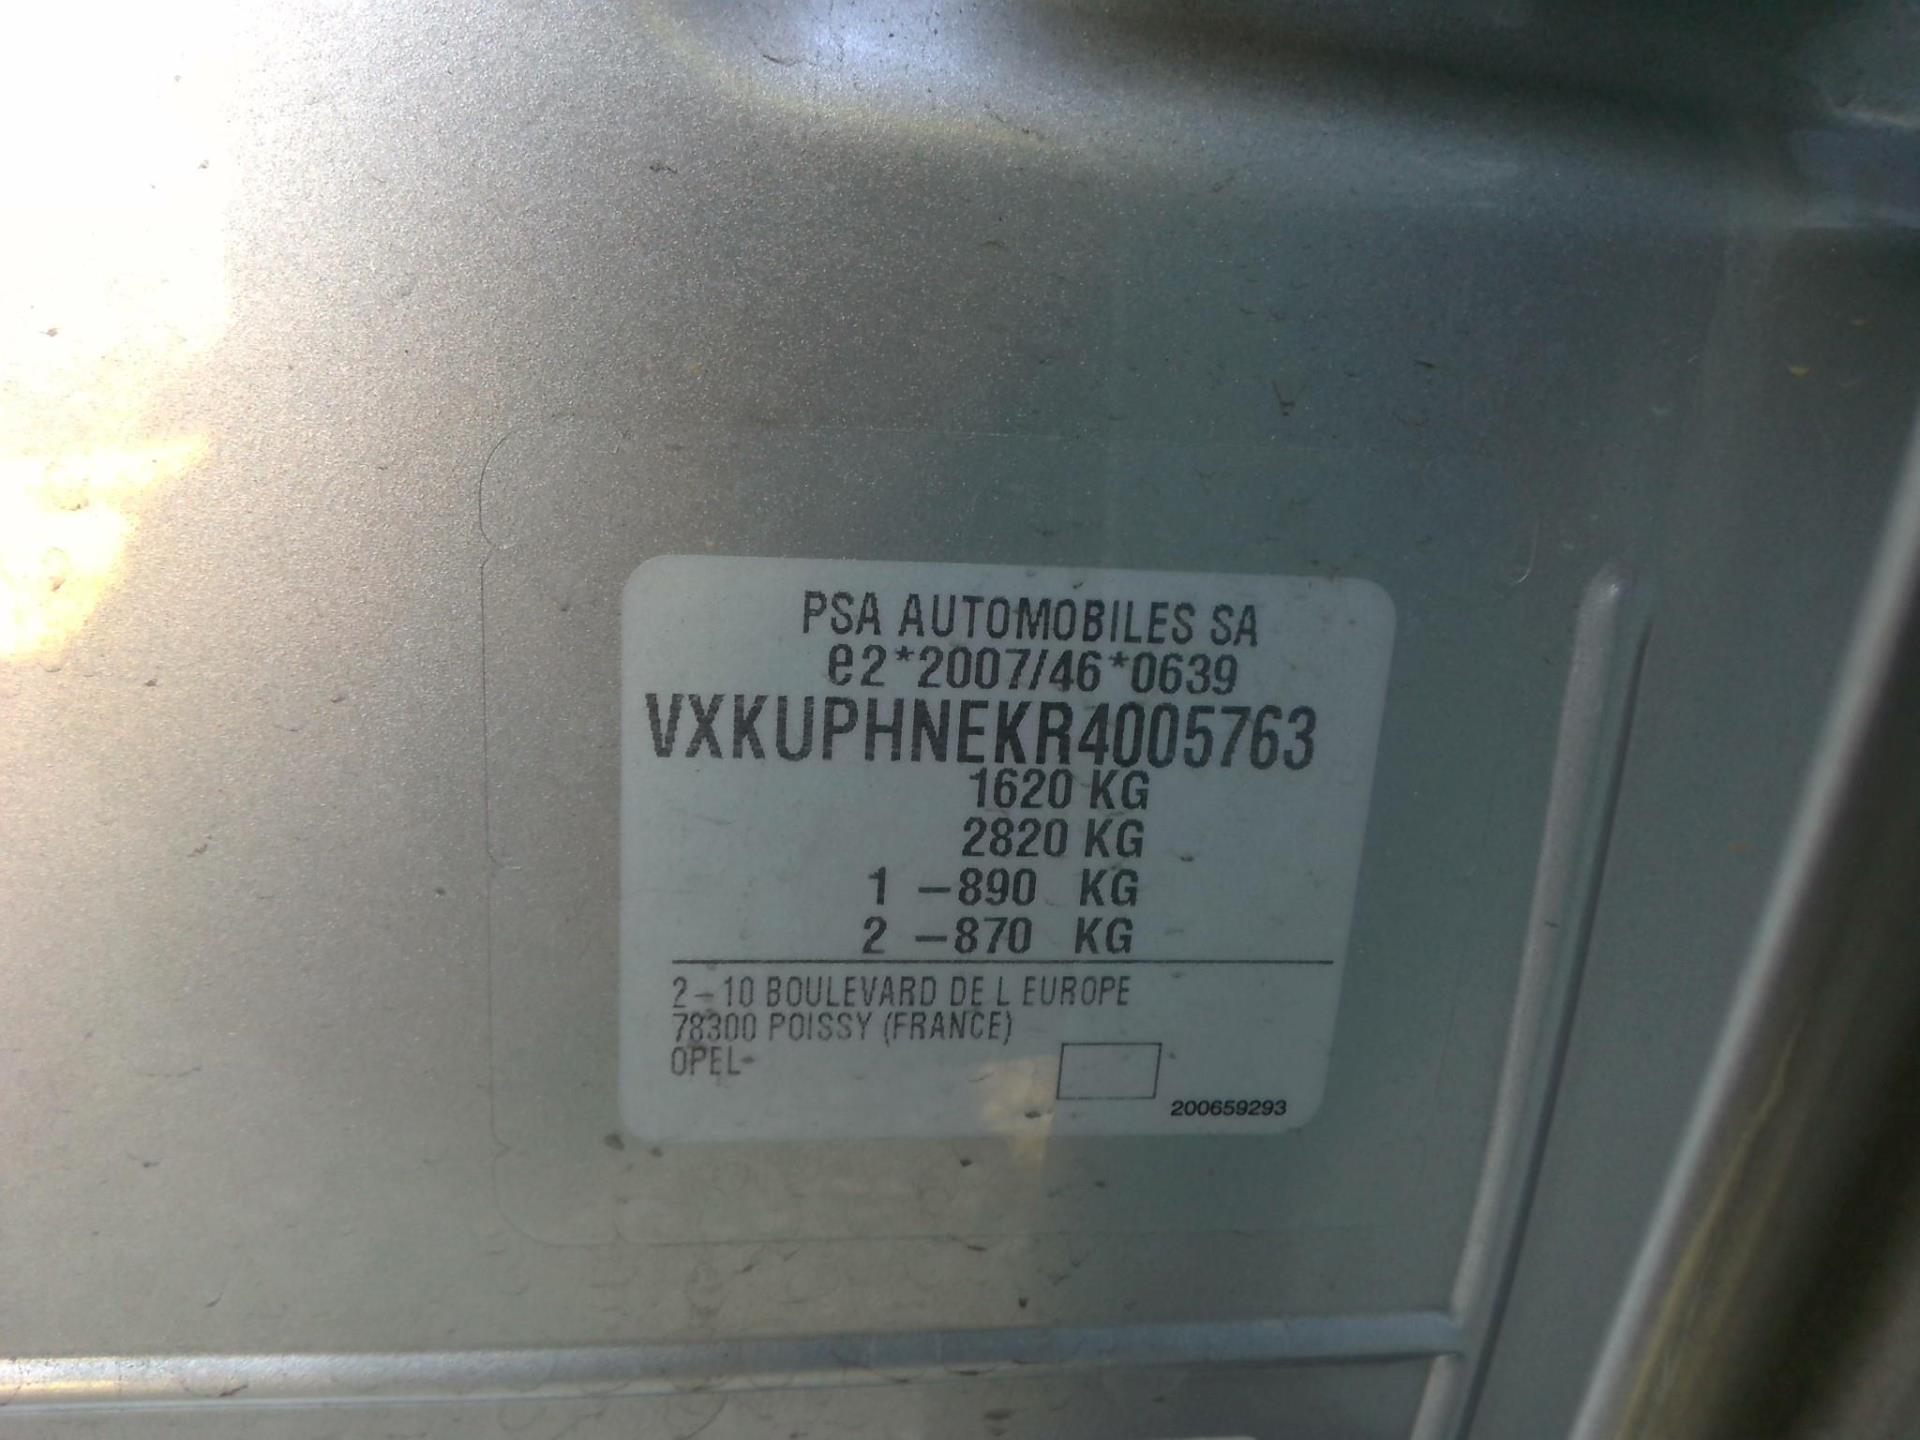 PSA AUTOMOBILES SA
e2*2007/46*0639
VXKUPHNEKR4005763
1620 KG
2820 KG
1 -890 KG
2 -870 KG
2-10 BOULEVARD DE L EUROPE
78300 POISSY (FRANCE)
OPEL
200659293